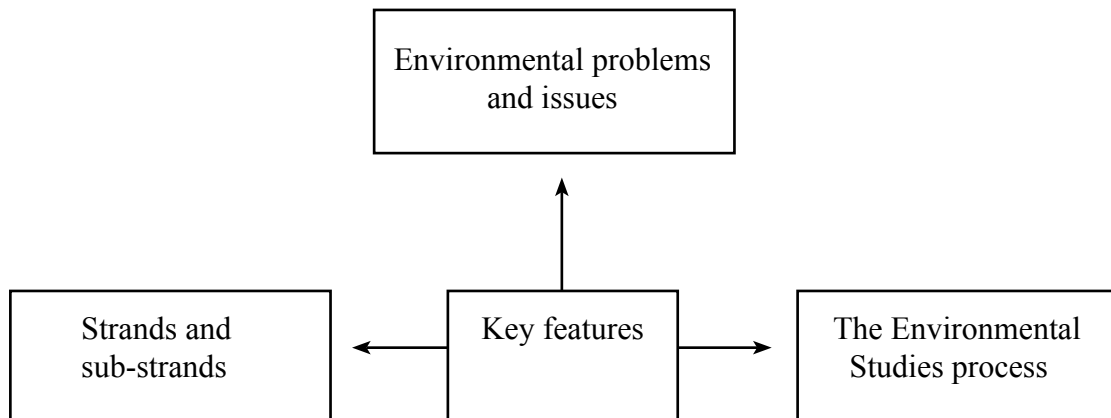 Environmental problems
and issues
Strands and
sub-strands
Key features
The Environmental
Studies process